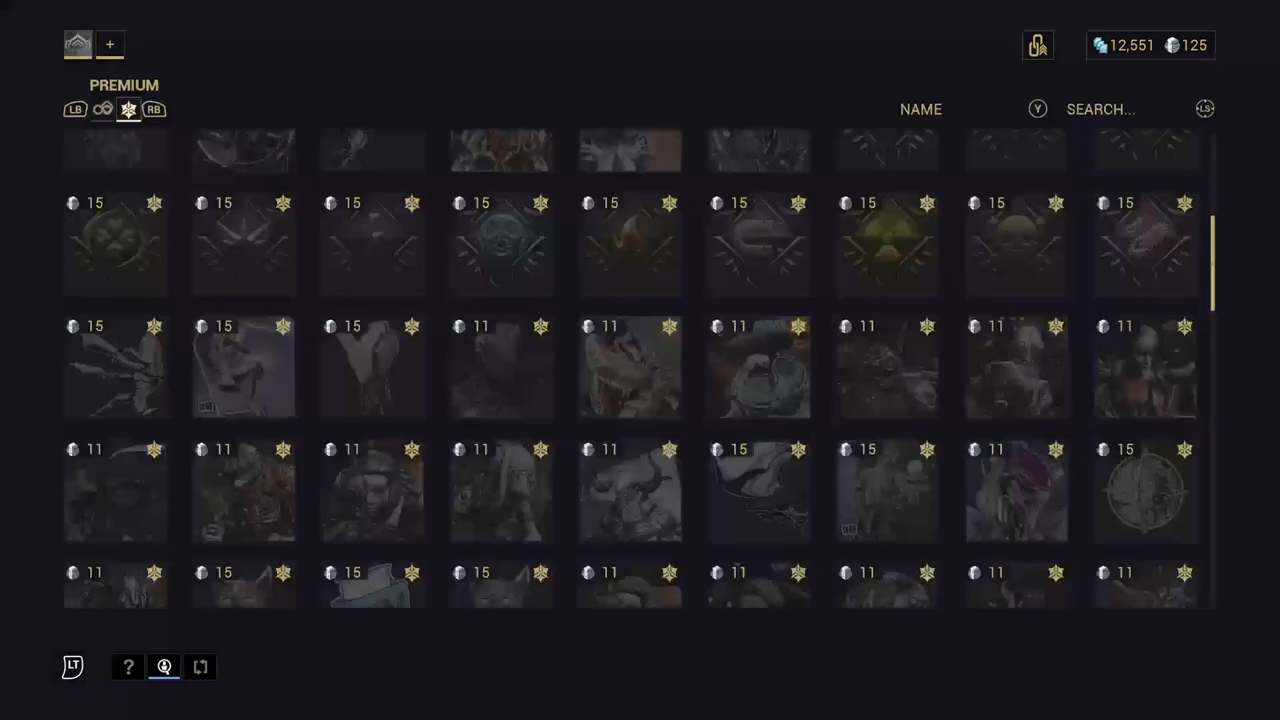 +
12,551 125
PREMIUM
LB RB
NAME Y SEARCH... LS
15 15 15 15 15 15 15 15 15
15 15 15 11 11 11 11 11 11
11 11 11 11 11 15 15 11 15
11 15 15 15 11 11 11 11 11
LT ?